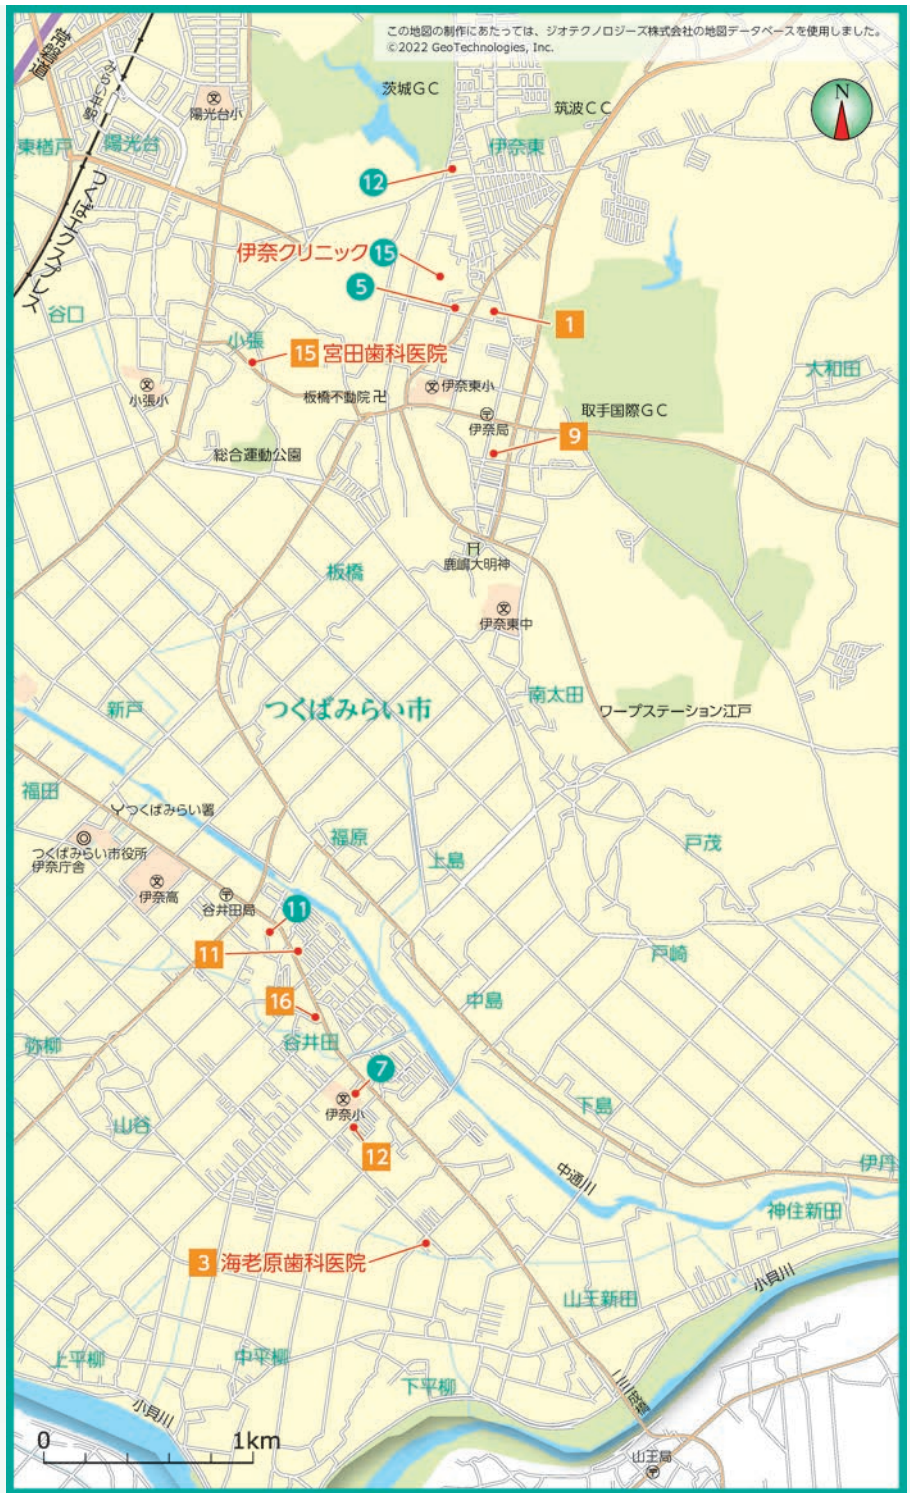 この地図の制作にあたっては、ジオテクノロジーズ株式会社の地図データベースを使用しました。
©2022 GeoTechnologies, Inc.
常磐道
みらい平駅
茨城GC
N
筑波CC
陽光台小
東楢戸
陽光台
伊奈東
12
つくばエクスプレス
伊奈クリニック 15
5
谷口
1
小張
15 宮田歯科医院
大和田
小張小
板橋不動院
伊奈東小
取手国際GC
伊奈局
9
総合運動公園
鹿嶋大明神
板橋
伊奈東中
南太田
新戸
つくばみらい市
ワープステーション江戸
福田
つくばみらい署
福原
戸茂
つくばみらい市役所
伊奈庁舎
上島
伊奈高
谷井田局
11
11
戸崎
16
中島
谷井田
弥柳
7
伊奈小
下島
山谷
12
伊丹
中通川
神住新田
3 海老原歯科医院
小貝川
山王新田
上平柳
中平柳
下平柳
小貝川
0 1km
山王局